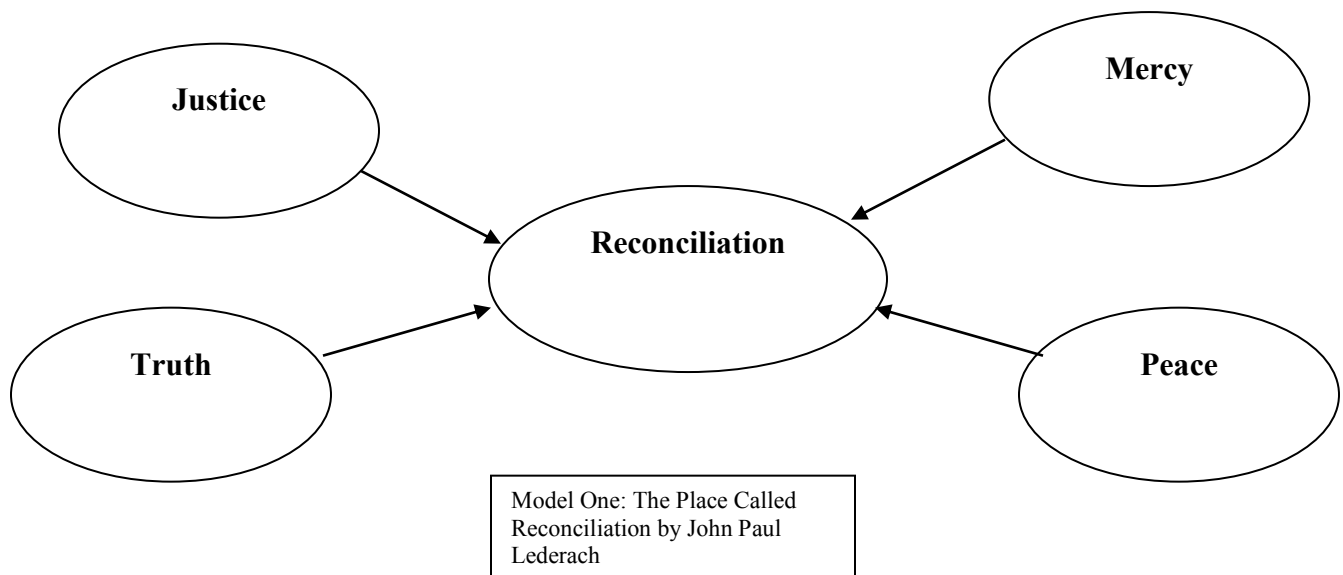 Justice
Mercy
Reconciliation
Truth
Peace
Model One: The Place Called
Reconciliation by John Paul
Lederach